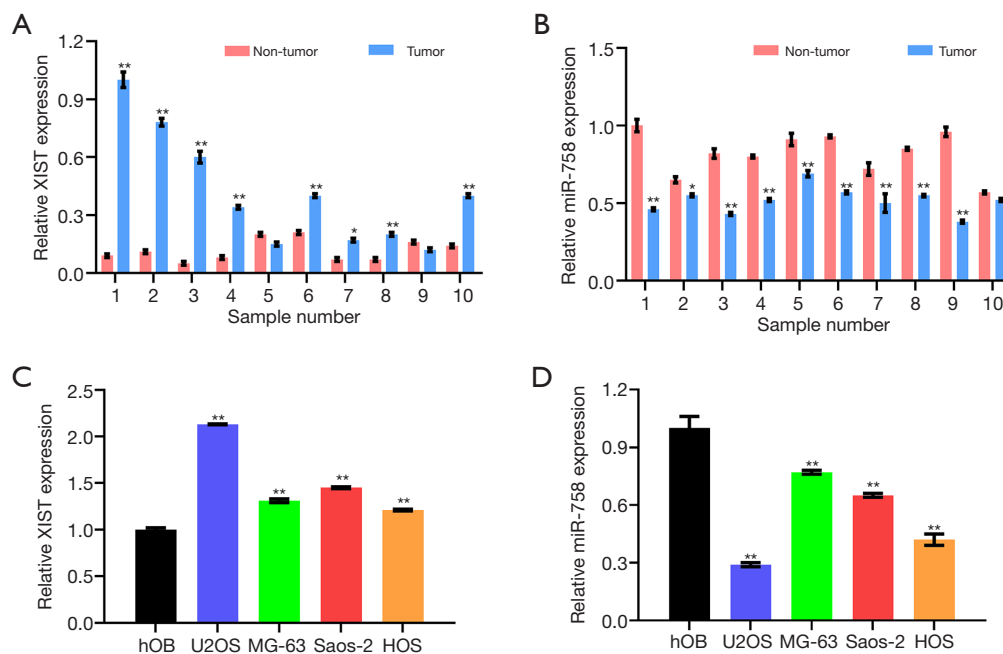 A
Relative XIST expression
1.2
0.9
0.6
0.3
0.0
Non-tumor
Tumor
**
**
**
**
**
*
**
**
1 2 3 4 5 6 7 8 9 10
Sample number
B
Relative miR-758 expression
1.5
1.0
0.5
0.0
Non-tumor
Tumor
**
*
**
**
**
**
**
**
**
1 2 3 4 5 6 7 8 9 10
Sample number
C
Relative XIST expression
2.5
2.0
1.5
1.0
0.5
0.0
**
**
**
**
hOB U2OS MG-63 Saos-2 HOS
D
Relative miR-758 expression
1.2
0.9
0.6
0.3
0.0
**
**
**
**
hOB U2OS MG-63 Saos-2 HOS